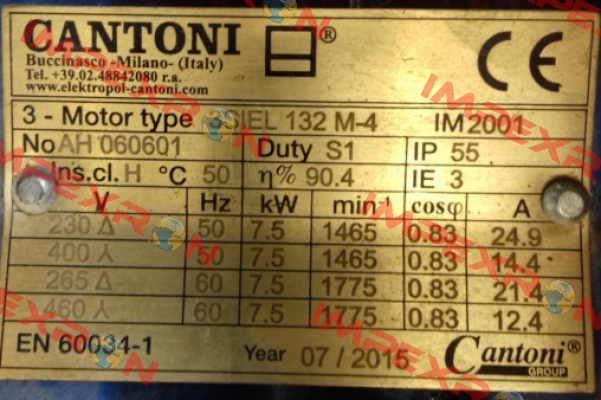 CANTONI ®
Buccinasco -Milano- (Italy)
Tel. +39.02.48842080 r.a.
www.elektropol-cantoni.com
CE
3 - Motor type 3SIEL 132 M-4 IM 2001
No AH 060601 Duty S1 IP 55
Ins.cl. H °C 50 η% 90.4 IE 3
V Hz kW min-¹ cosφ A
230 Δ 50 7.5 1465 0.83 24.9
400 ⅄ 50 7.5 1465 0.83 14.4
265 Δ 60 7.5 1775 0.83 21.4
460 ⅄ 60 7.5 1775 0.83 12.4
EN 60034-1 Year 07 / 2015 Cantoni®
GROUP
IMPEXRON